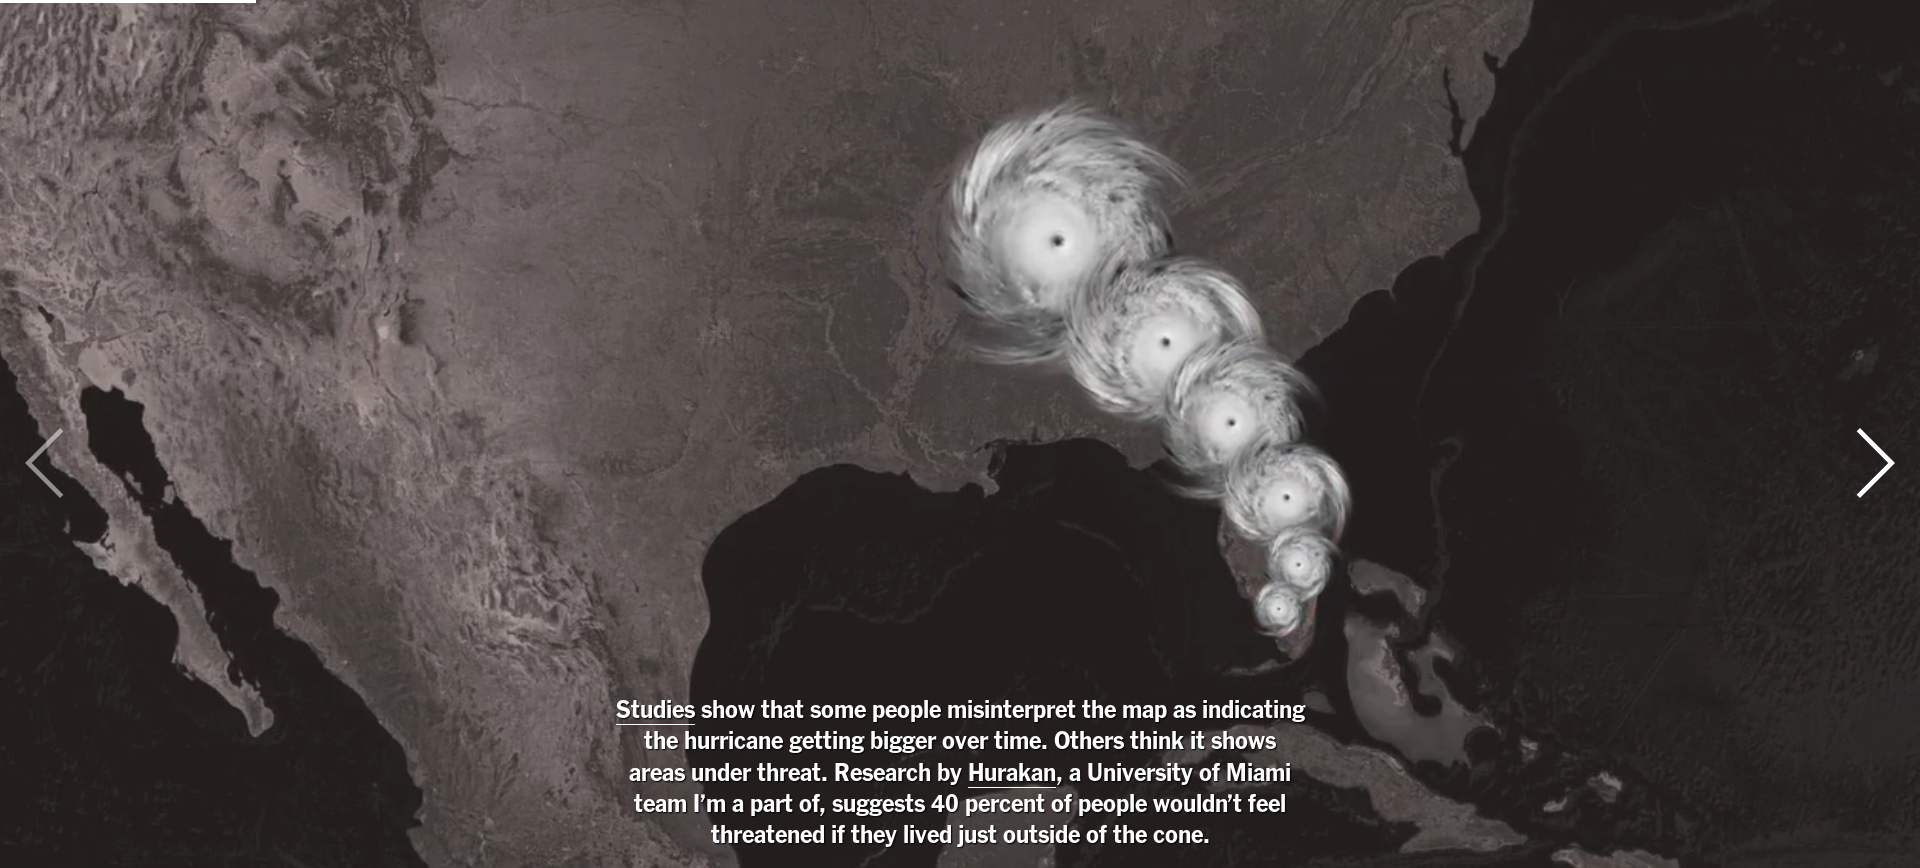 Studies show that some people misinterpret the map as indicating
the hurricane getting bigger over time. Others think it shows
areas under threat. Research by Hurakan, a University of Miami
team I’m a part of, suggests 40 percent of people wouldn’t feel
threatened if they lived just outside of the cone.